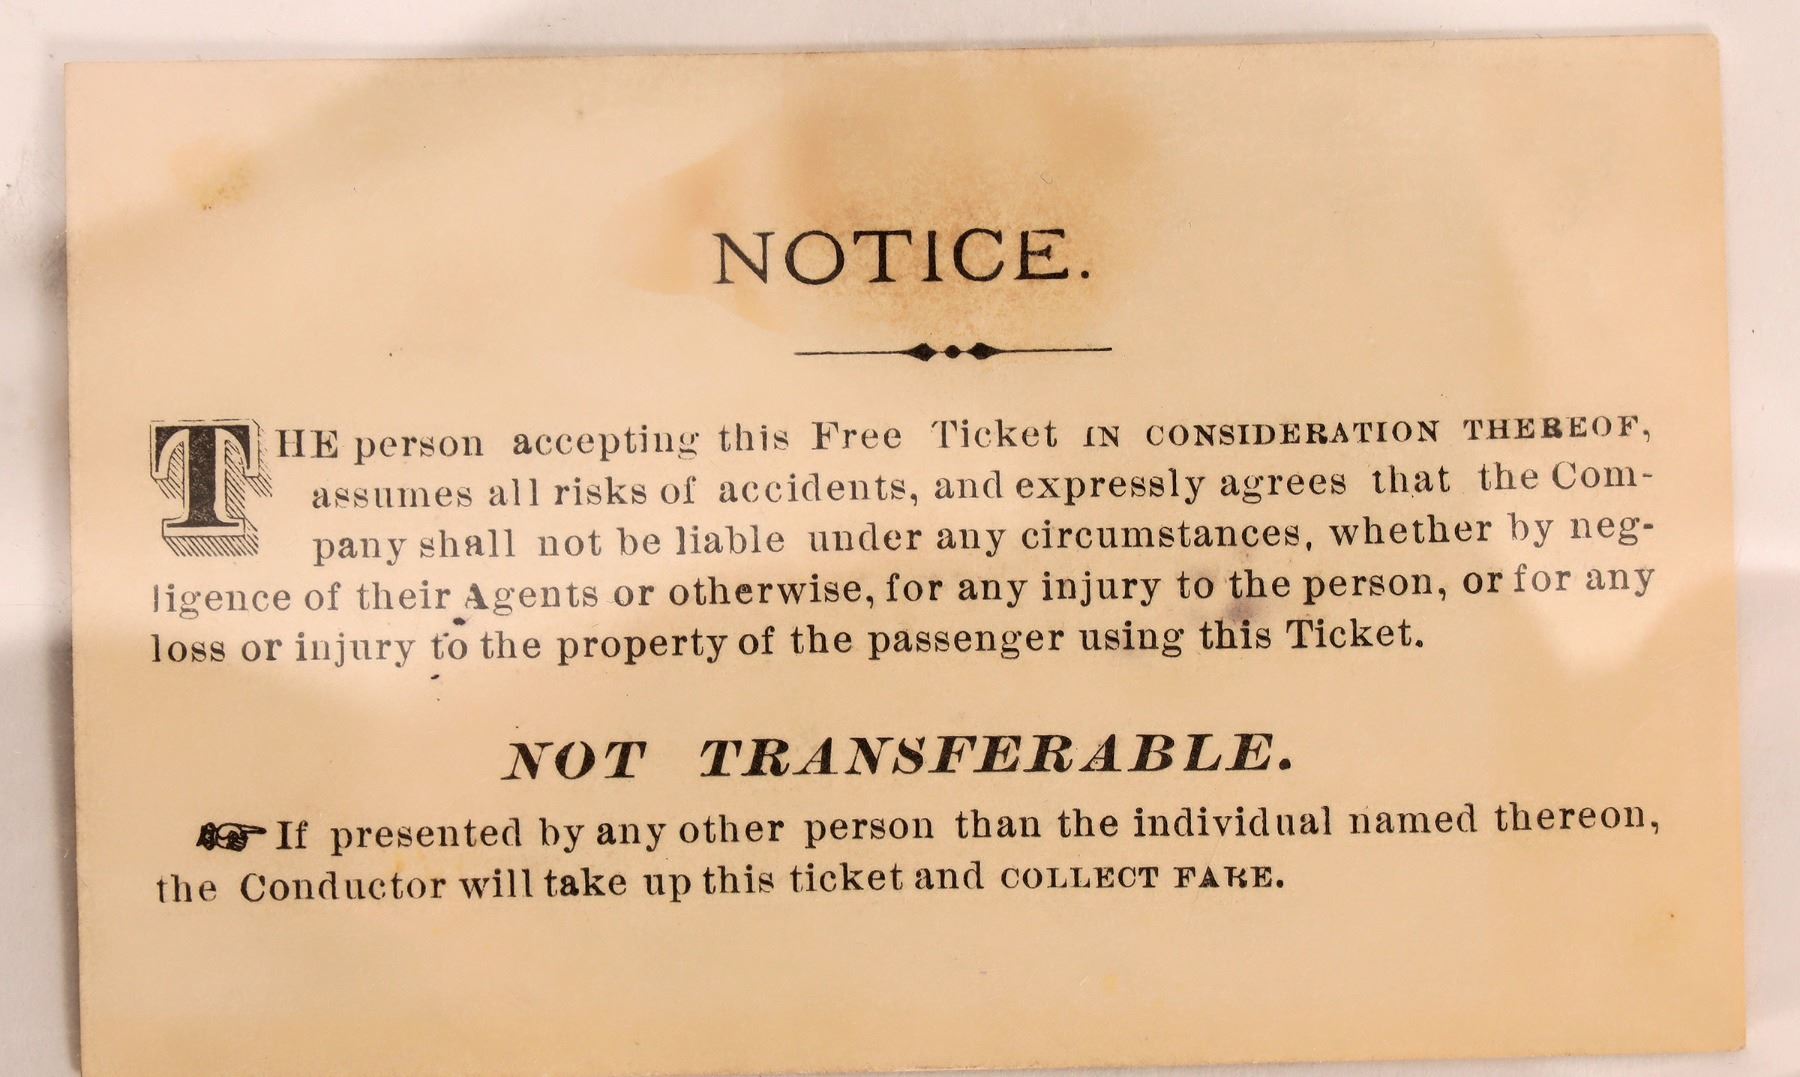 NOTICE.
THE person accepting this Free Ticket IN CONSIDERATION THEREOF,
assumes all risks of accidents, and expressly agrees that the Com-
pany shall not be liable under any circumstances, whether by neg-
ligence of their Agents or otherwise, for any injury to the person, or for any
loss or injury to the property of the passenger using this Ticket.
NOT TRANSFERABLE.
☞ If presented by any other person than the individual named thereon,
the Conductor will take up this ticket and COLLECT FARE.